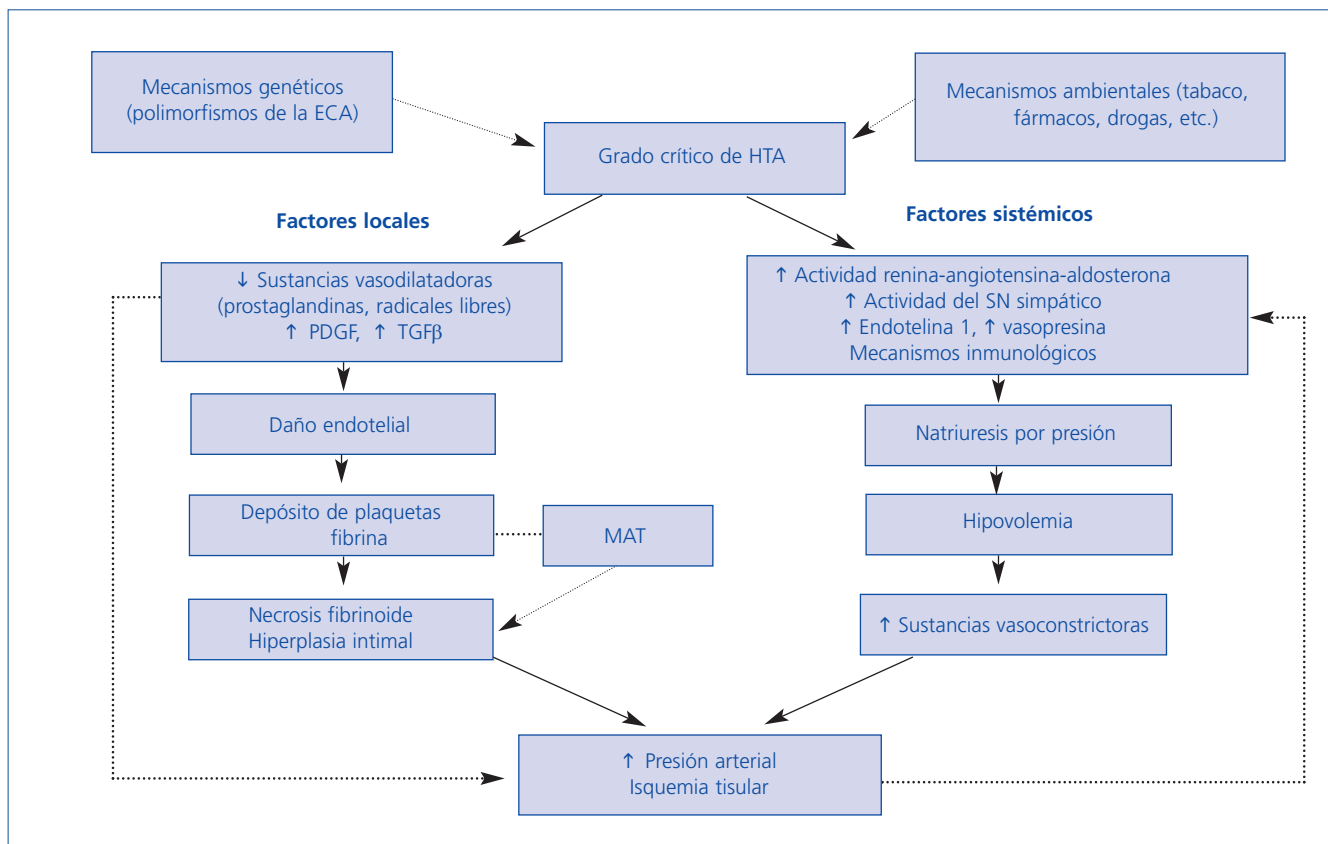 Mecanismos genéticos
(polimorfismos de la ECA)
Mecanismos ambientales (tabaco,
fármacos, drogas, etc.)
Grado crítico de HTA
Factores locales
Factores sistémicos
↓ Sustancias vasodilatadoras
(prostaglandinas, radicales libres)
↑ PDGF, ↑ TGFβ
↑ Actividad renina-angiotensina-aldosterona
↑ Actividad del SN simpático
↑ Endotelina 1, ↑ vasopresina
Mecanismos inmunológicos
Daño endotelial
Natriuresis por presión
Depósito de plaquetas
fibrina
MAT
Hipovolemia
Necrosis fibrinoide
Hiperplasia intimal
↑ Sustancias vasoconstrictoras
↑ Presión arterial
Isquemia tisular